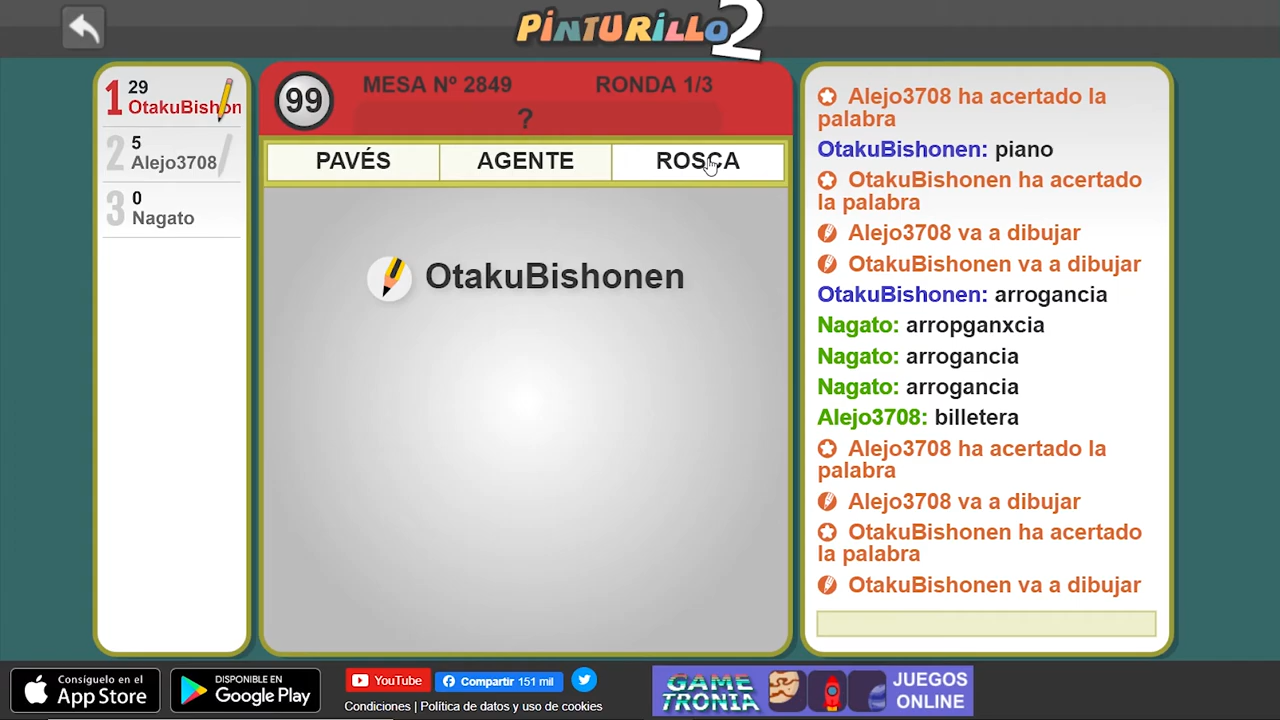 PINTURILLO 2
1 29
OtakuBishon
2 5
Alejo3708
3 0
Nagato
99
MESA Nº 2849
RONDA 1/3
?
PAVÉS
AGENTE
ROSCA
OtakuBishonen
Alejo3708 ha acertado la
palabra
OtakuBishonen: piano
OtakuBishonen ha acertado
la palabra
Alejo3708 va a dibujar
OtakuBishonen va a dibujar
OtakuBishonen: arrogancia
Nagato: arropganxcia
Nagato: arrogancia
Nagato: arrogancia
Alejo3708: billetera
Alejo3708 ha acertado la
palabra
Alejo3708 va a dibujar
OtakuBishonen ha acertado
la palabra
OtakuBishonen va a dibujar
Consíguelo en el
App Store
DISPONIBLE EN
Google Play
YouTube
Compartir 151 mil
Condiciones | Política de datos y uso de cookies
GAME
TRONIA
JUEGOS
ONLINE